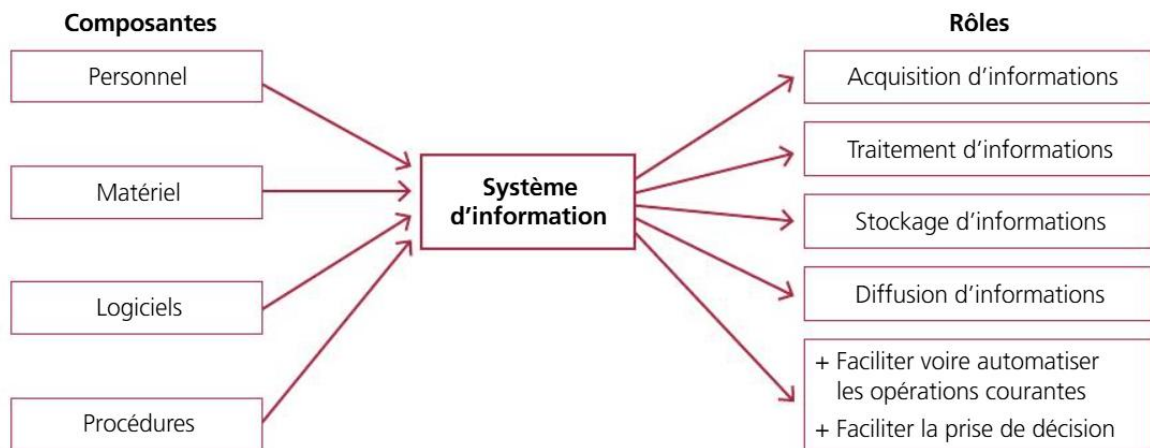 Composantes
Personnel
Matériel
Logiciels
Procédures
Système
d'information
Rôles
Acquisition d'informations
Traitement d'informations
Stockage d'informations
Diffusion d'informations
+ Faciliter voire automatiser
les opérations courantes
+ Faciliter la prise de décision